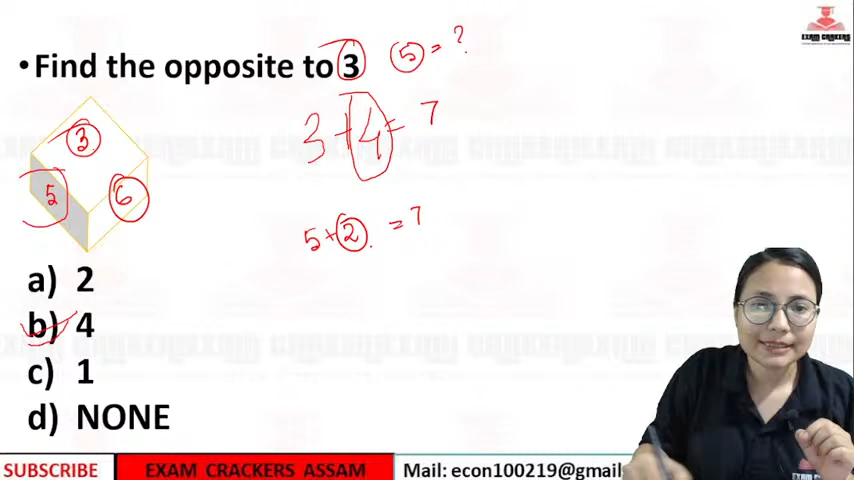 •Find the opposite to 3 5 = ?
3 + 4 = 7
3
5
6
5 + 2 = 7
a) 2
b) 4
c) 1
d) NONE
EXAM CRACKERS
SUBSCRIBE EXAM CRACKERS ASSAM Mail: econ100219@gmail